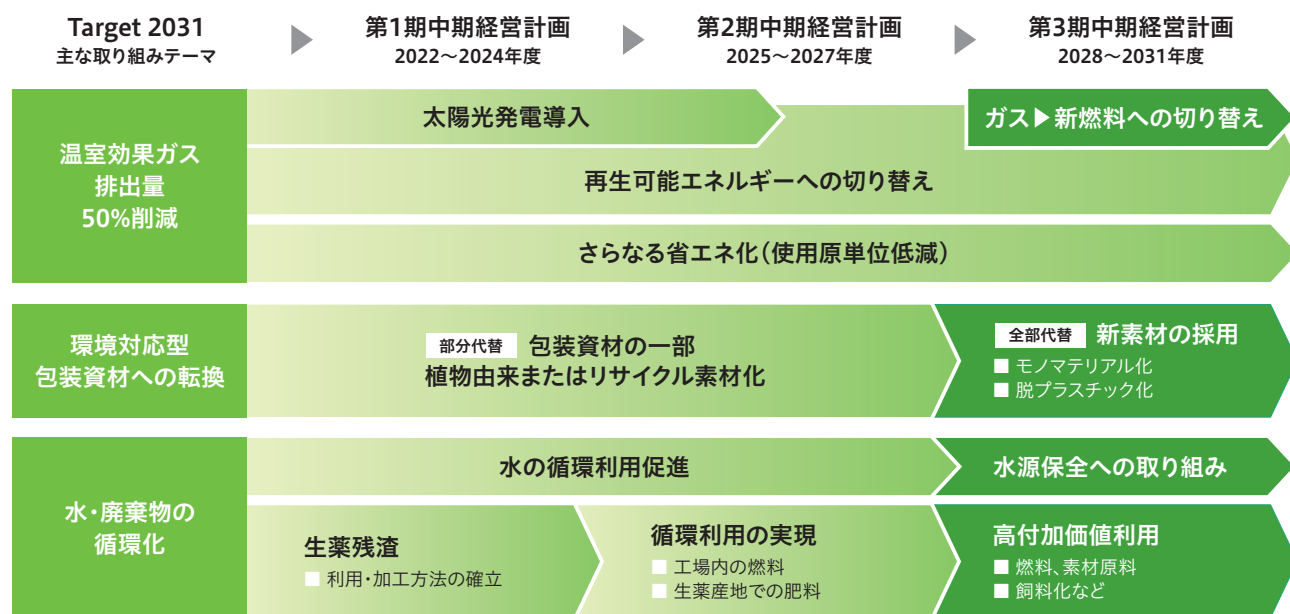 Target 2031
主な取り組みテーマ
第1期中期経営計画
2022〜2024年度
第2期中期経営計画
2025〜2027年度
第3期中期経営計画
2028〜2031年度
温室効果ガス
排出量
50%削減
太陽光発電導入
ガス▶新燃料への切り替え
再生可能エネルギーへの切り替え
さらなる省エネ化(使用原単位低減)
環境対応型
包装資材への転換
部分代替 包装資材の一部
植物由来またはリサイクル素材化
全部代替 新素材の採用
■ モノマテリアル化
■ 脱プラスチック化
水・廃棄物の
循環化
水の循環利用促進
水源保全への取り組み
生薬残渣
■ 利用・加工方法の確立
循環利用の実現
■ 工場内の燃料
■ 生薬産地での肥料
高付加価値利用
■ 燃料、素材原料
■ 飼料化など